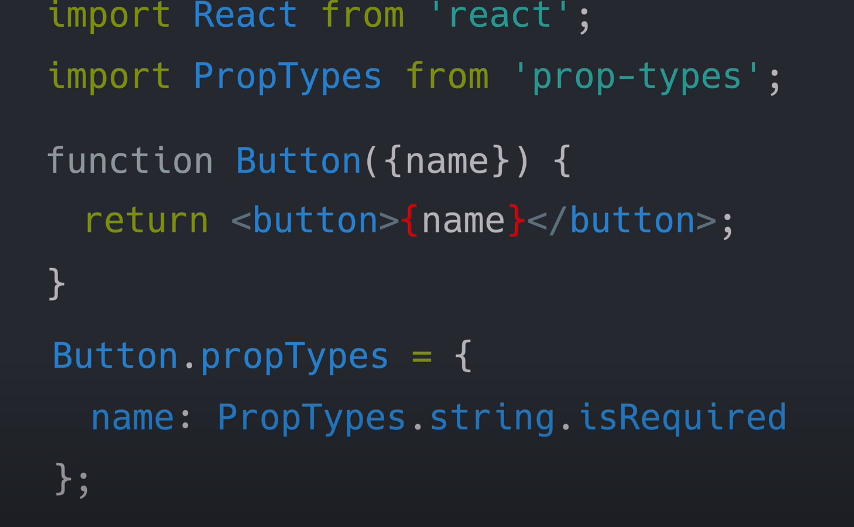 import React from 'react';
import PropTypes from 'prop-types';
function Button({name}) {
  return <button>{name}</button>;
}
Button.propTypes = {
  name: PropTypes.string.isRequired
};